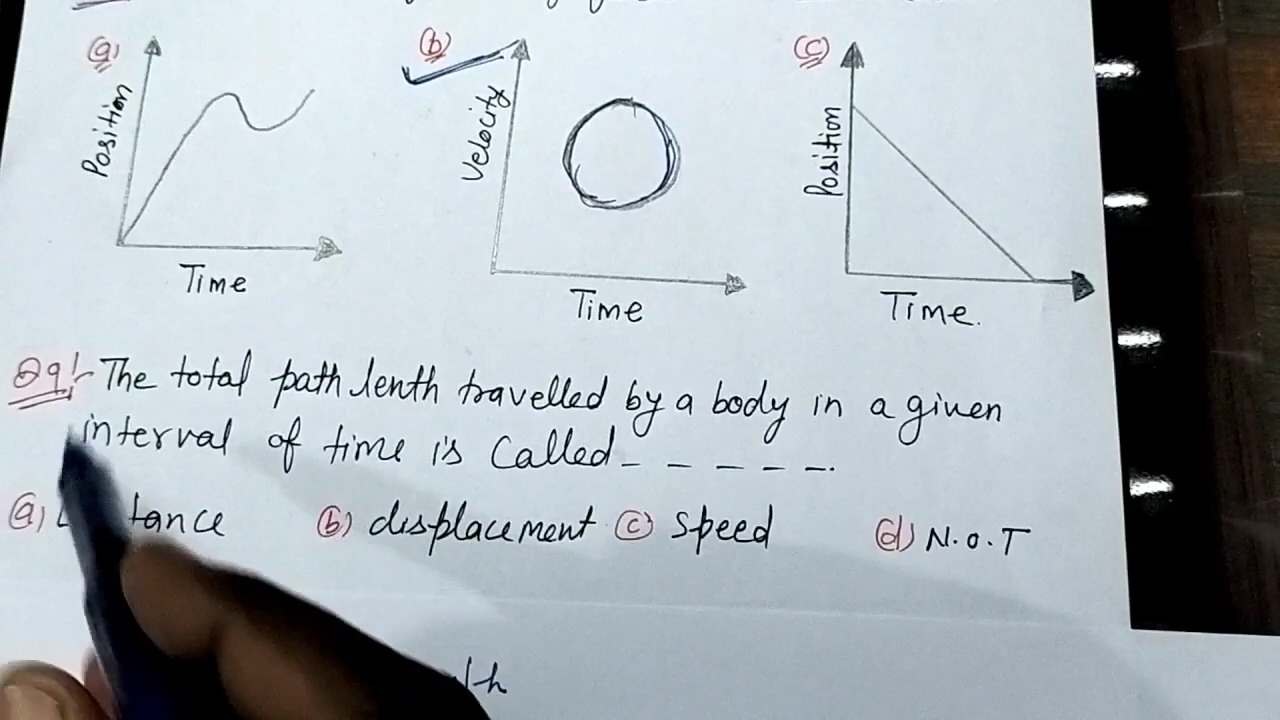 (a)
Position
Time
(b)
Velocity
Time
(c)
Position
Time.
Q9!- The total path lenth travelled by a body in a given
interval of time is Called - - - - -.
(a) tance (b) displacement (c) speed (d) N.O.T